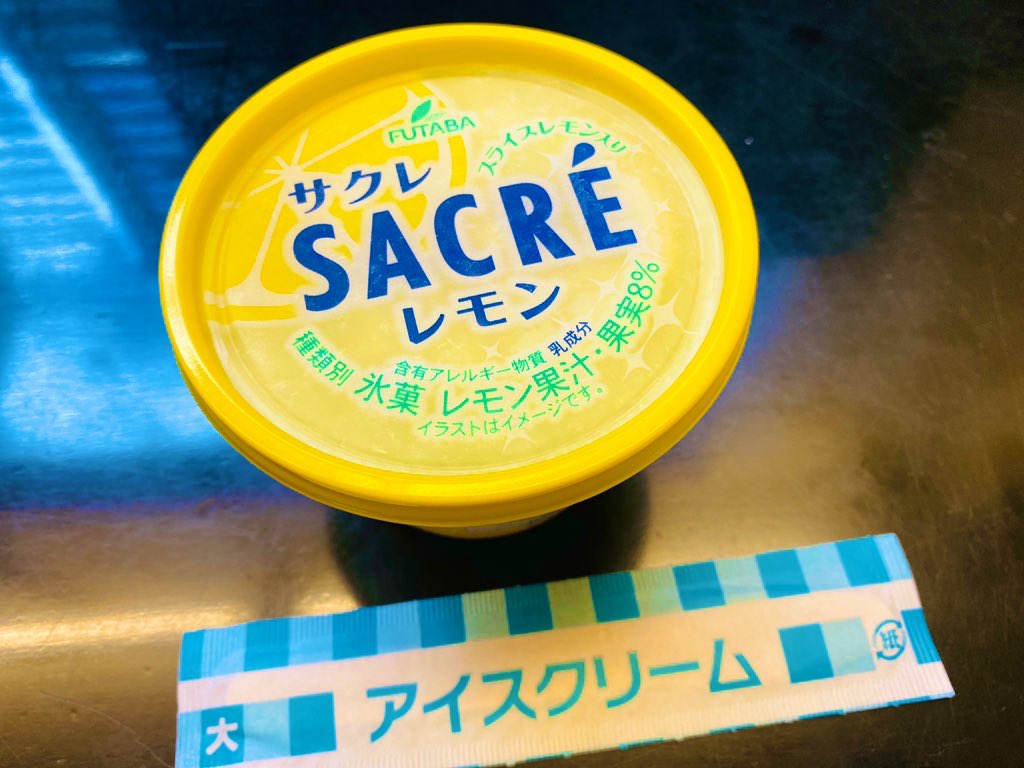 FUTABA
スライスレモン入り
サクレ
SACRÉ
レモン
種類別 氷菓 レモン果汁・果実8%
含有アレルギー物質 乳成分
イラストはイメージです。
大 アイスクリーム
紙